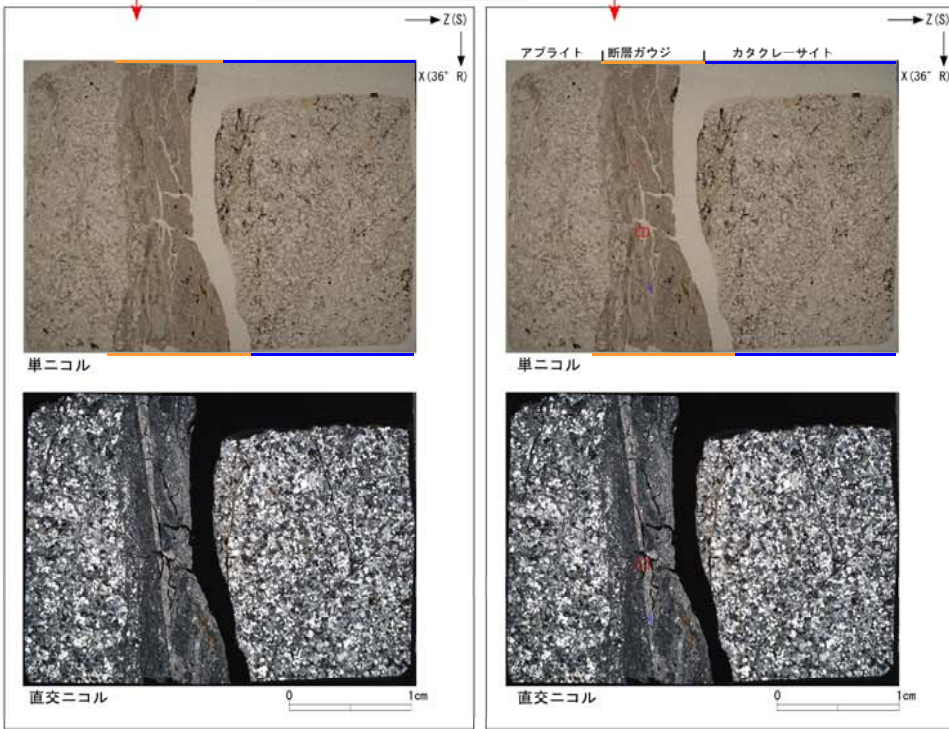 Z(S)
X(36° R)
単ニコル
直交ニコル
0 1cm
Z(S)
アプライト 断層ガウジ カタクレーサイト
X(36° R)
単ニコル
直交ニコル
0 1cm